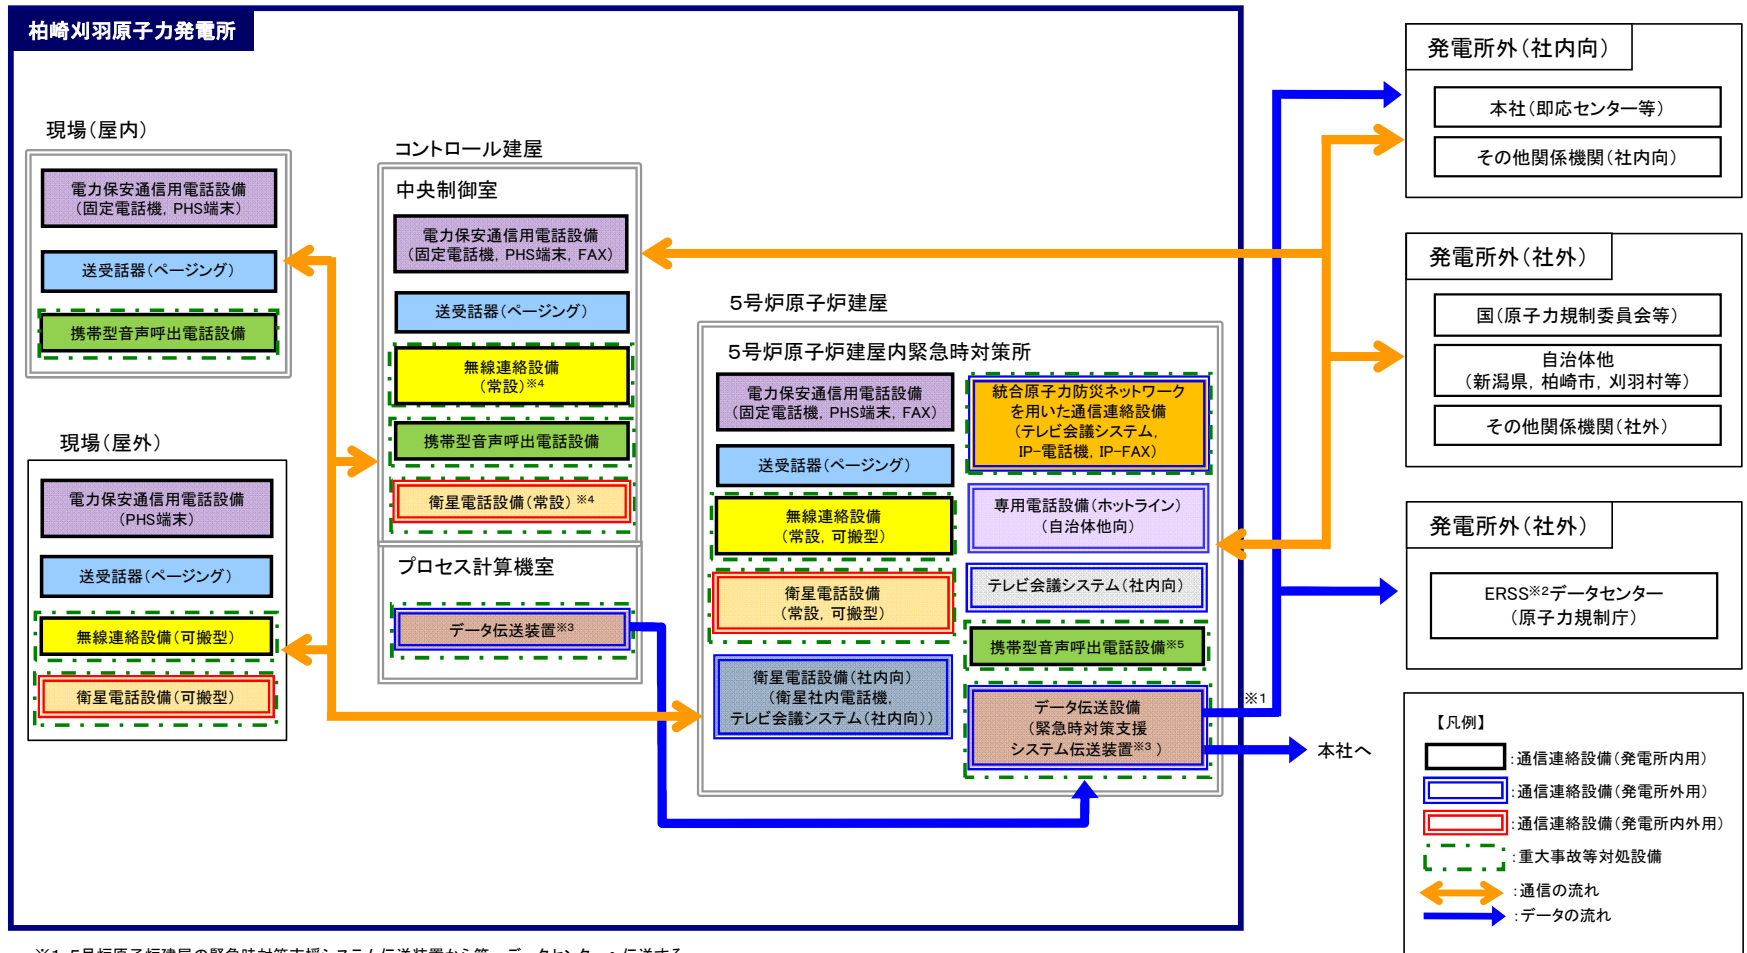 柏崎刈羽原子力発電所
現場(屋内)
電力保安通信用電話設備
(固定電話機, PHS端末)
送受話器(ページング)
携帯型音声呼出電話設備
現場(屋外)
電力保安通信用電話設備
(PHS端末)
送受話器(ページング)
無線連絡設備(可搬型)
衛星電話設備(可搬型)
コントロール建屋
中央制御室
電力保安通信用電話設備
(固定電話機, PHS端末, FAX)
送受話器(ページング)
無線連絡設備
(常設)※4
携帯型音声呼出電話設備
衛星電話設備(常設)※4
プロセス計算機室
データ伝送装置※3
5号炉原子炉建屋
5号炉原子炉建屋内緊急時対策所
電力保安通信用電話設備
(固定電話機, PHS端末, FAX)
送受話器(ページング)
無線連絡設備
(常設, 可搬型)
衛星電話設備
(常設, 可搬型)
衛星電話設備(社内向)
(衛星社内電話機,
テレビ会議システム(社内向))
統合原子力防災ネットワーク
を用いた通信連絡設備
(テレビ会議システム,
IP-電話機, IP-FAX)
専用電話設備(ホットライン)
(自治体他向)
テレビ会議システム(社内向)
携帯型音声呼出電話設備※5
データ伝送設備
(緊急時対策支援
システム伝送装置※3)
※1
本社へ
発電所外(社内向)
本社(即応センター等)
その他関係機関(社内向)
発電所外(社外)
国(原子力規制委員会等)
自治体他
(新潟県, 柏崎市, 刈羽村等)
その他関係機関(社外)
発電所外(社外)
ERSS※2データセンター
(原子力規制庁)
【凡例】
:通信連絡設備(発電所内用)
:通信連絡設備(発電所外用)
:通信連絡設備(発電所内外用)
:重大事故等対処設備
:通信の流れ
:データの流れ